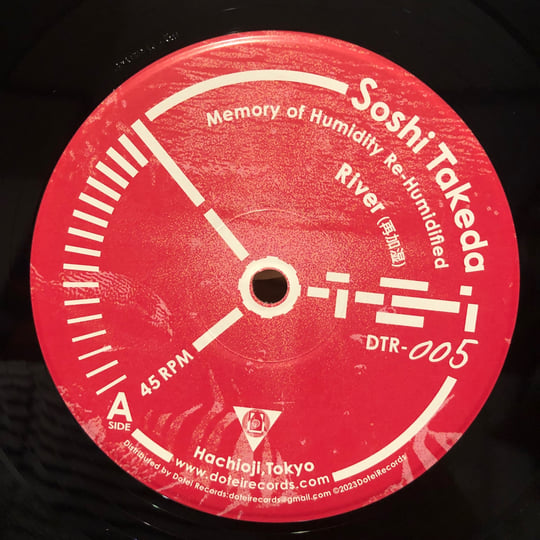 Soshi Takeda
Memory of Humidity Re-Humidified
River (再加湿)
DTR-005
45 RPM
A
SIDE
Hachioji,Tokyo
www.doteirecords.com
Distributed by Dotei Records:doteirecords@gmail.com ©2023DoteiRecords